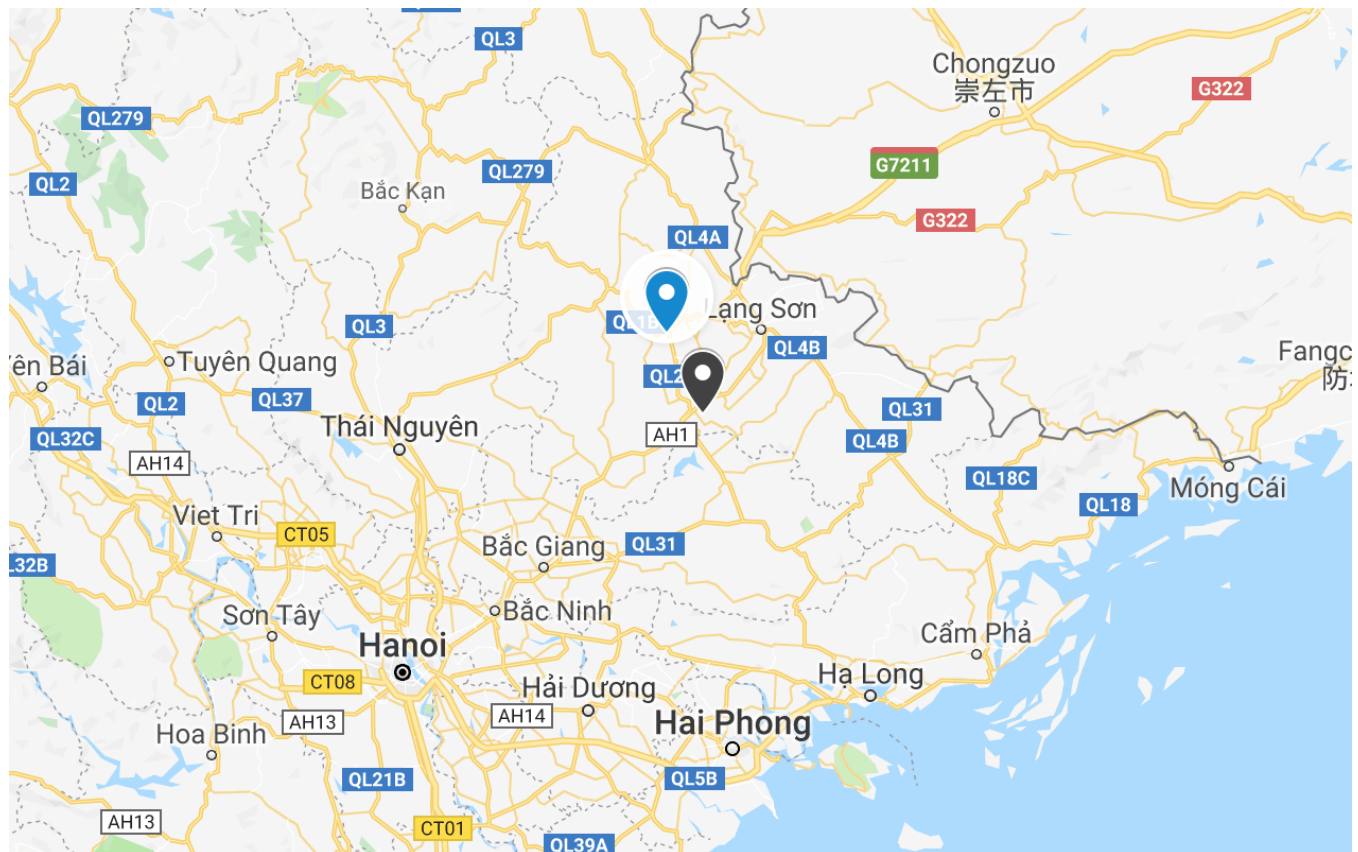 QL3
Chongzuo
崇左市
G322
QL279
G7211
QL279
QL2
Bắc Kạn
G322
QL4A
Lạng Sơn
QL1B
QL3
QL4B
Tuyên Quang
Yên Bái
QL37
QL2
QL31
Thái Nguyên
AH1
QL4B
QL32C
AH14
QL18C
Móng Cái
QL18
Viet Tri
CT05
Bắc Giang
QL31
Sơn Tây
Bắc Ninh
Cẩm Phả
Hanoi
CT08
Hải Dương
Hạ Long
AH13
AH14
Hai Phong
Hoa Binh
QL21B
QL5B
AH13
CT01
QL39A